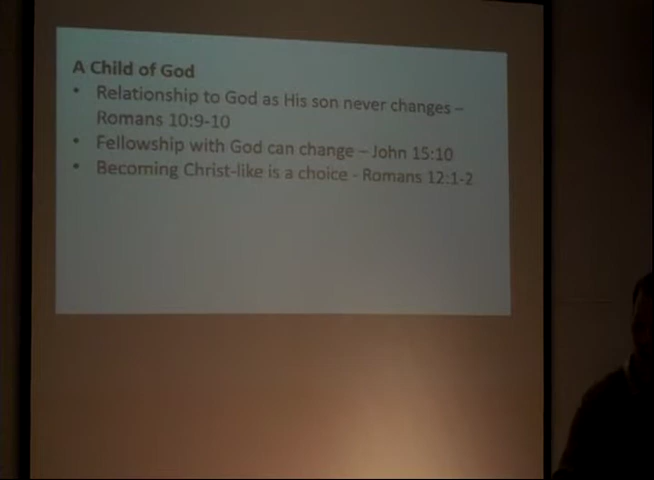 A Child of God
• Relationship to God as His son never changes –
Romans 10:9-10
• Fellowship with God can change – John 15:10
• Becoming Christ-like is a choice - Romans 12:1-2